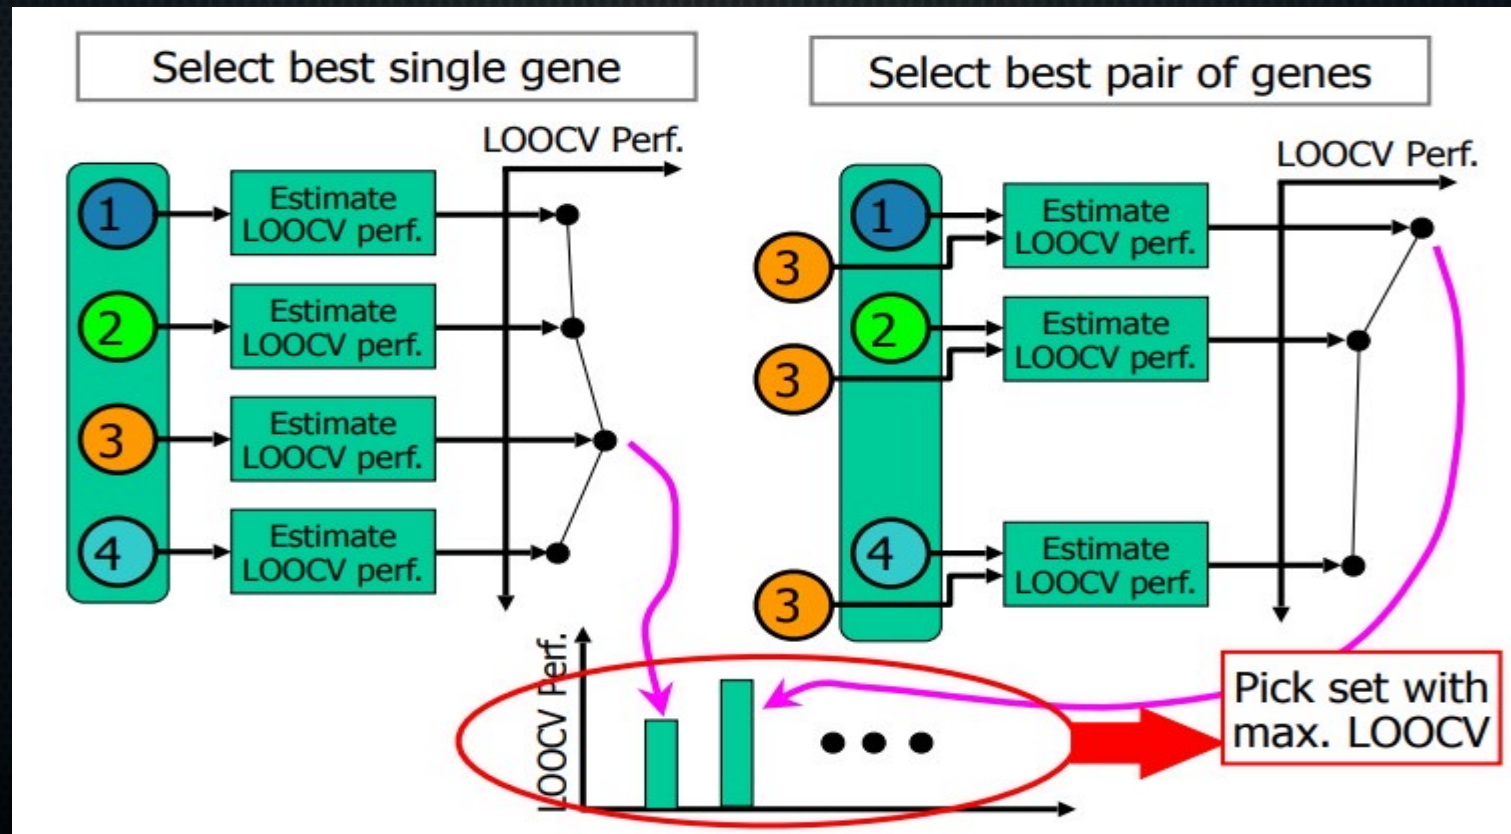 Select best single gene
LOOCV Perf.
1
Estimate
LOOCV perf.
2
Estimate
LOOCV perf.
3
Estimate
LOOCV perf.
4
Estimate
LOOCV perf.
Select best pair of genes
LOOCV Perf.
1
3
Estimate
LOOCV perf.
2
3
Estimate
LOOCV perf.
4
3
Estimate
LOOCV perf.
LOOCV Perf.
Pick set with
max. LOOCV